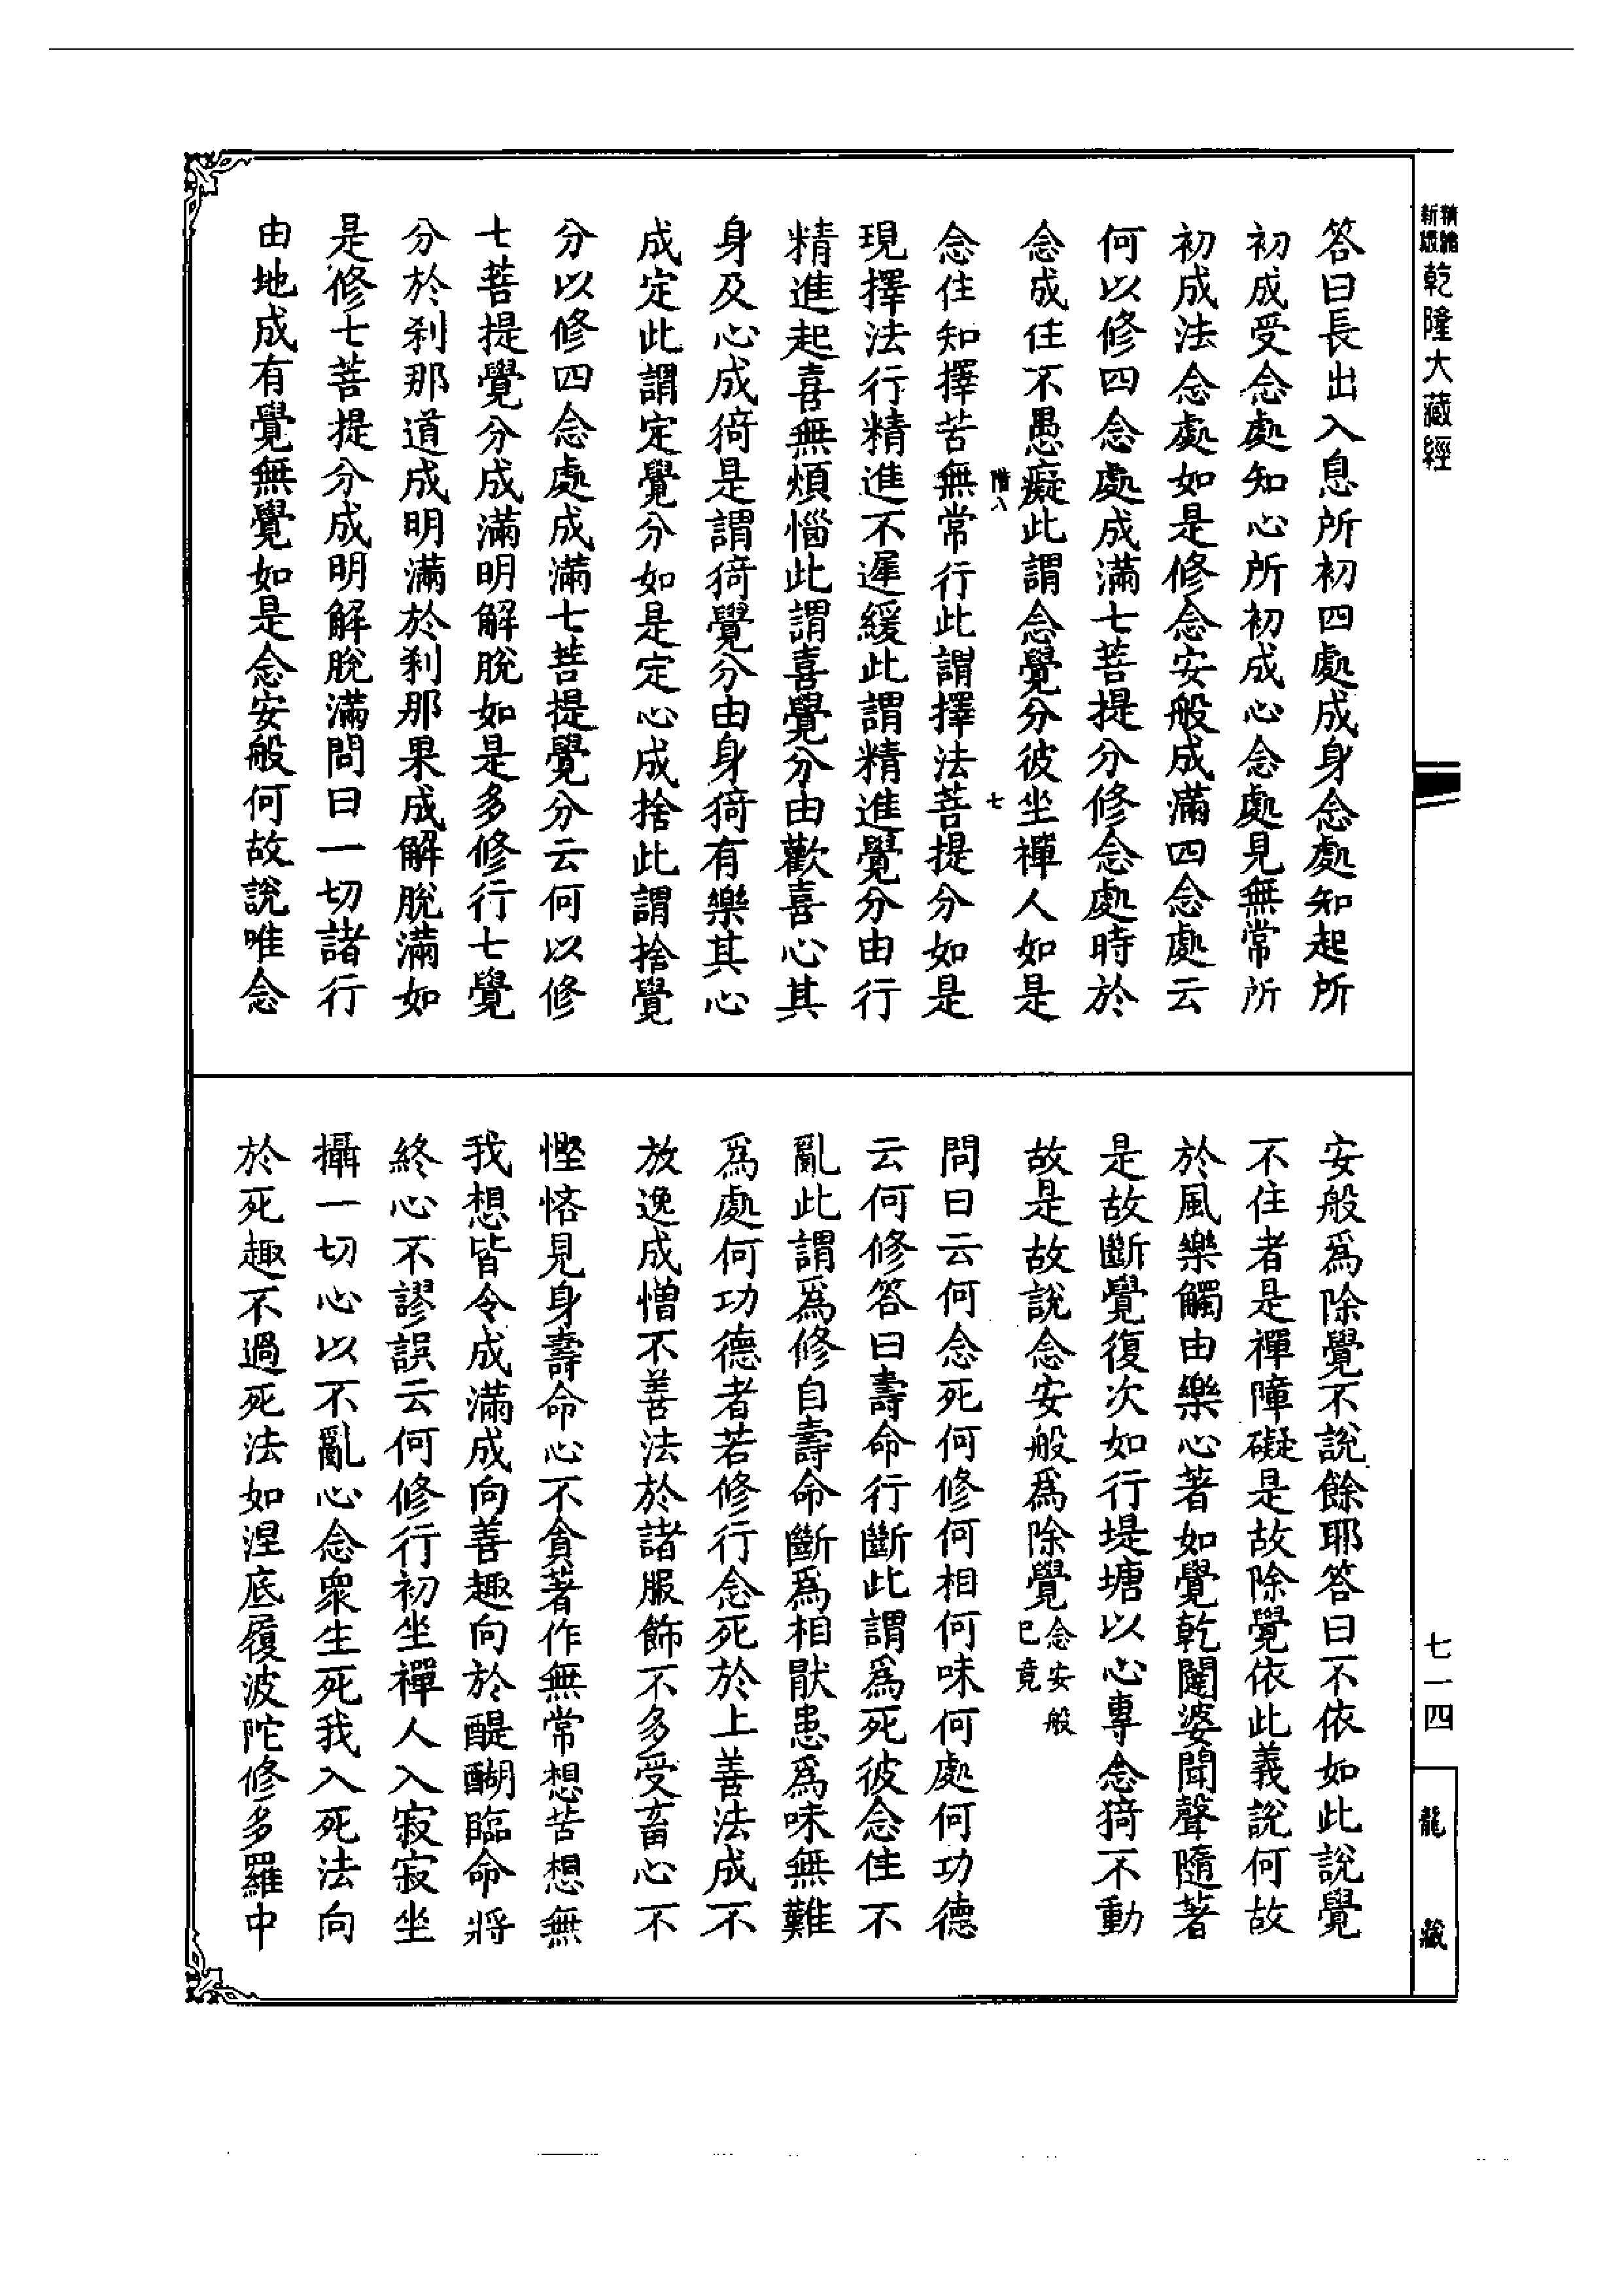 精縮
新版
乾隆大藏經
答曰長出入息所初四處成身念處知起所
初成受念處知心所初成心念處見無常所
初成法念處如是修念安般成滿四念處云
何以修四念處成滿七菩提分修念處時於
念成住不愚癡此謂念覺分彼坐禪人如是
階八
七
念住知擇苦無常行此謂擇法菩提分如是
現擇法行精進不遲緩此謂精進覺分由行
精進起喜無煩惱此謂喜覺分由歡喜心其
身及心成猗是謂猗覺分由身猗有樂其心
成定此謂定覺分如是定心成捨此謂捨覺
分以修四念處成滿七菩提覺分云何以修
七菩提覺分成滿明解脫如是多修行七覺
分於刹那道成明滿於刹那果成解脫滿如
是修七菩提分成明解脫滿問曰一切諸行
由地成有覺無覺如是念安般何故說唯念
安般爲除覺不說餘耶答曰不依如此說覺
不住者是禪障礙是故除覺依此義說何故
於風樂觸由樂心著如覺乾闥婆聞聲隨著
是故斷覺復次如行堤塘以心專念猗不動
故是故說念安般爲除覺念安般
已竟
問曰云何念死何修何相何味何處何功德
云何修答曰壽命行斷此謂爲死彼念住不
亂此謂爲修自壽命斷爲相猒患爲味無難
爲處何功德者若修行念死於上善法成不
放逸成憎不善法於諸服飾不多受畜心不
慳悋見身壽命心不貪著作無常想苦想無
我想皆令成滿成向善趣向於醍醐臨命將
終心不謬誤云何修行初坐禪人入寂寂坐
攝一切心以不亂心念衆生死我入死法向
於死趣不過死法如涅底履波陀修多羅中
七一四
龍藏